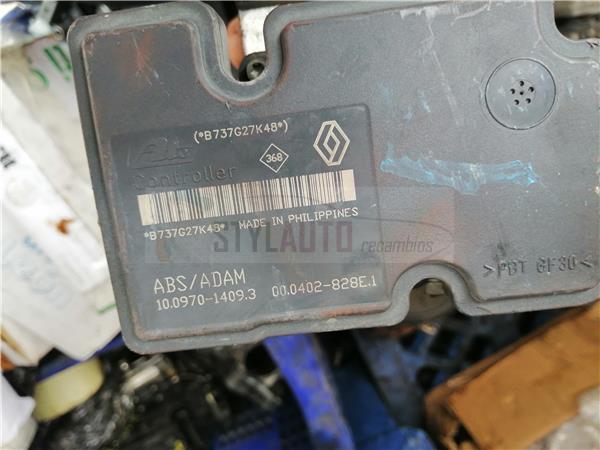 (*B737G27K48*)
Ate
Controller
368
*B737G27K48* MADE IN PHILIPPINES
STYLAUTO
recambios
ABS/ADAM
10.0970-1409.3 00.0402-828E.1
>PBT GF30<